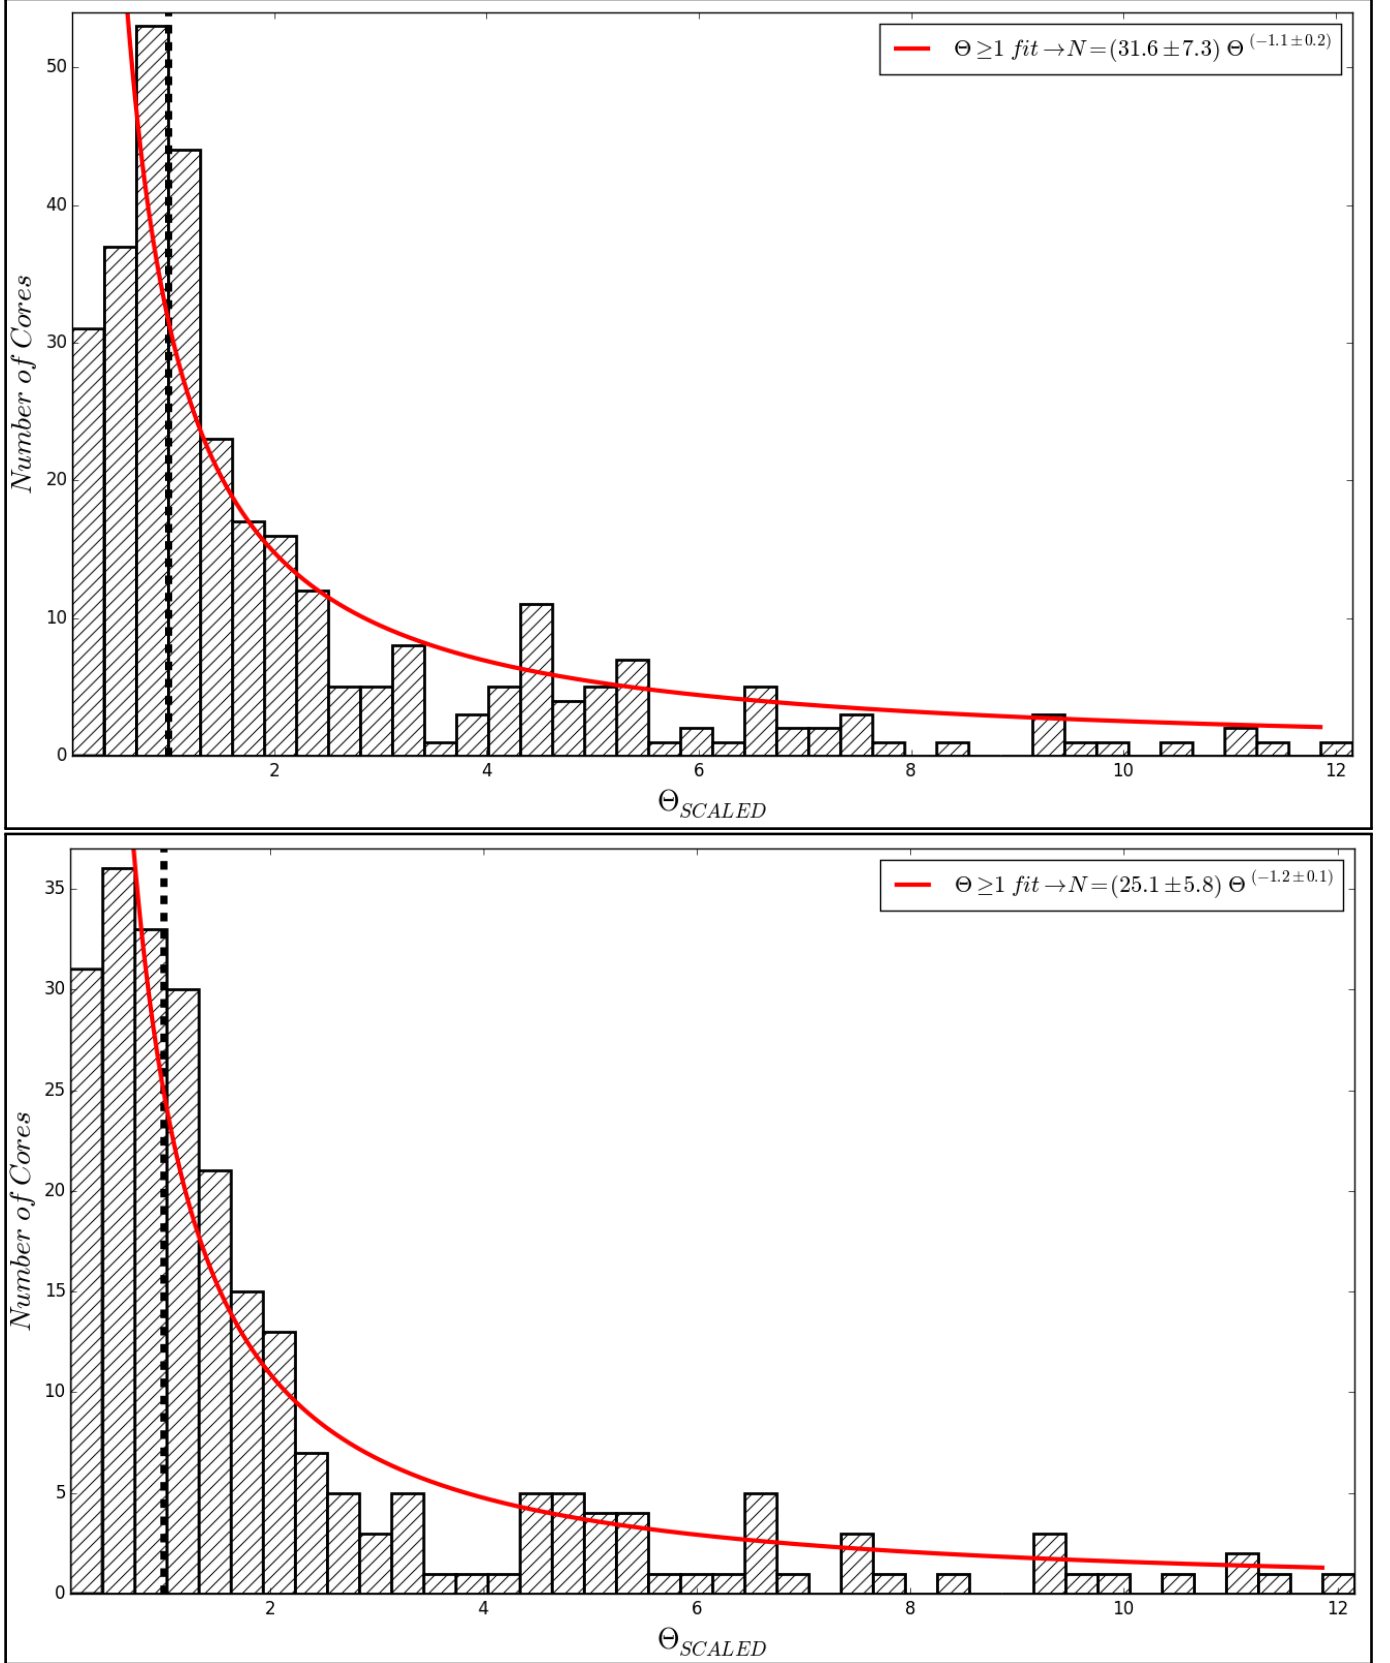 Θ ≥1 fit →N=(31.6±7.3) Θ (−1.1±0.2)
50
40
30
20
10
0
Number of Cores
2 4 6 8 10 12
Θ SCALED
Θ ≥1 fit →N=(25.1±5.8) Θ (−1.2±0.1)
35
30
25
20
15
10
5
0
Number of Cores
2 4 6 8 10 12
Θ SCALED